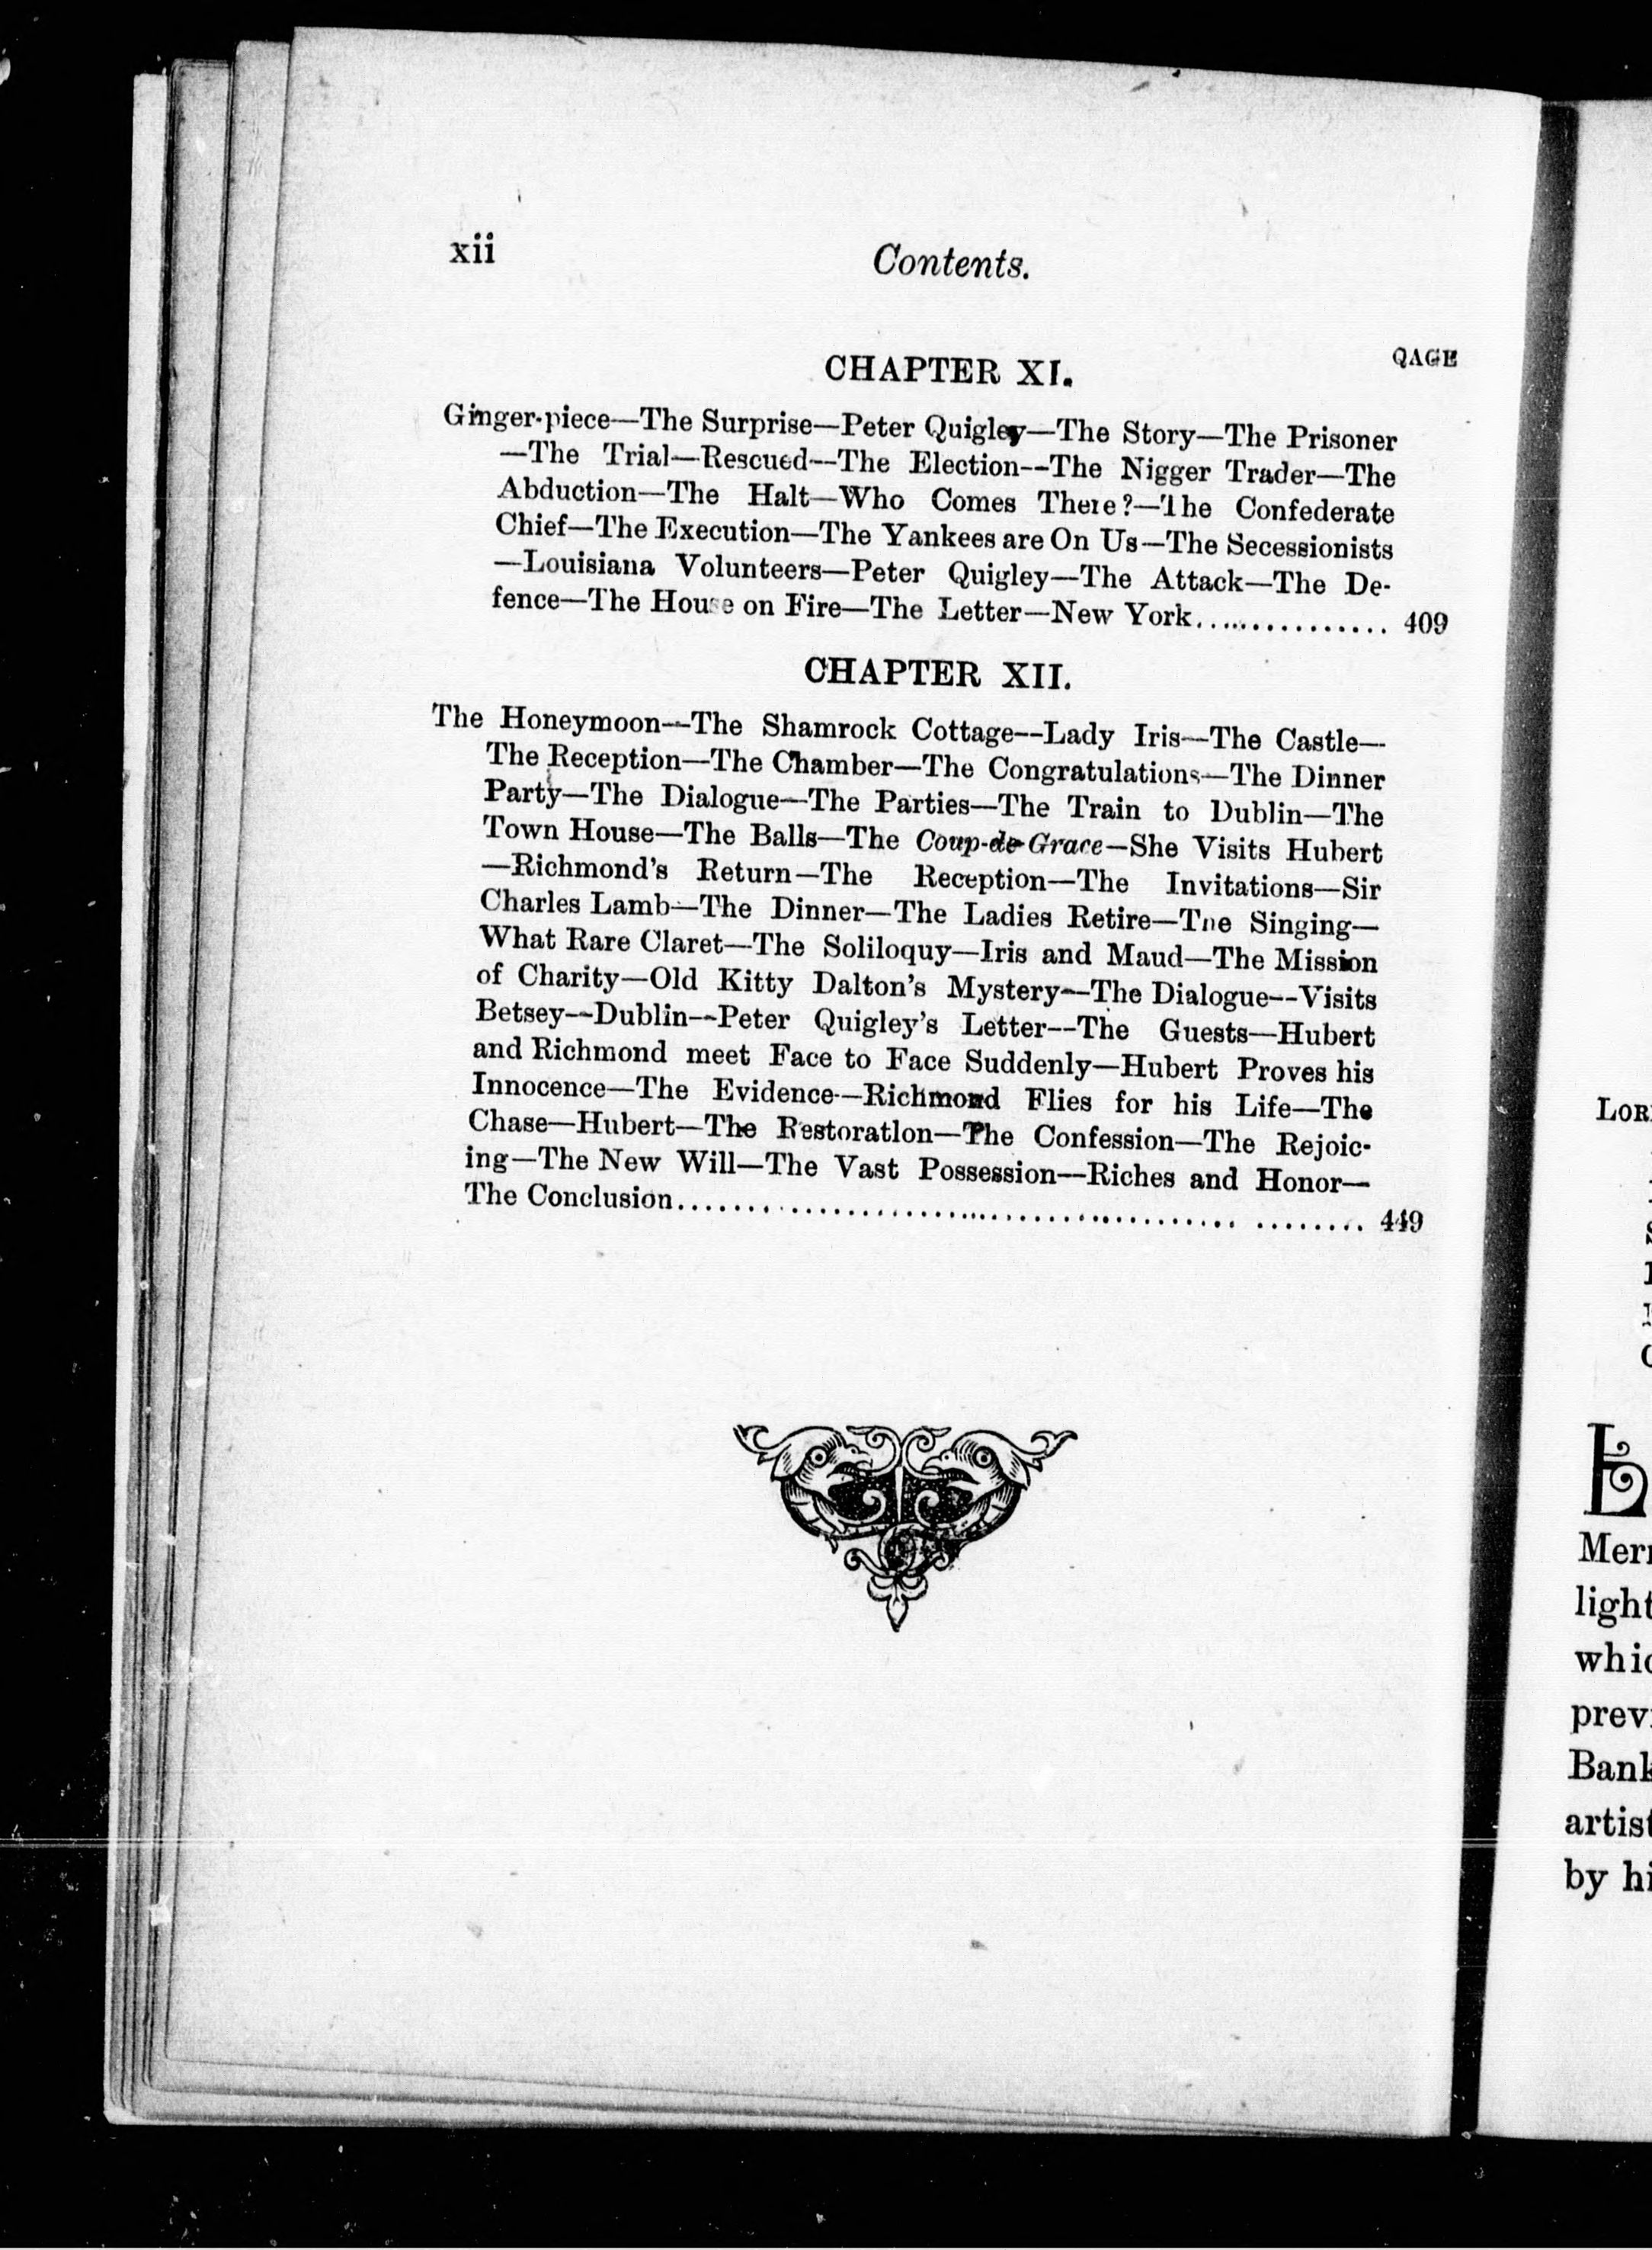 xii
Contents.
QAGE
CHAPTER XI.
Ginger-piece—The Surprise—Peter Quigley—The Story—The Prisoner
—The Trial—Rescued—The Election—The Nigger Trader—The
Abduction—The Halt—Who Comes There?—The Confederate
Chief—The Execution—The Yankees are On Us—The Secessionists
—Louisiana Volunteers—Peter Quigley—The Attack—The De-
fence—The House on Fire—The Letter—New York.................. 409
CHAPTER XII.
The Honeymoon—The Shamrock Cottage—Lady Iris—The Castle—
The Reception—The Chamber—The Congratulations—The Dinner
Party—The Dialogue—The Parties—The Train to Dublin—The
Town House—The Balls—The Coup-de-Grace—She Visits Hubert
—Richmond's Return—The Reception—The Invitations—Sir
Charles Lamb—The Dinner—The Ladies Retire—The Singing—
What Rare Claret—The Soliloquy—Iris and Maud—The Mission
of Charity—Old Kitty Dalton's Mystery—The Dialogue—Visits
Betsey—Dublin—Peter Quigley's Letter—The Guests—Hubert
and Richmond meet Face to Face Suddenly—Hubert Proves his
Innocence—The Evidence—Richmond Flies for his Life—The
Chase—Hubert—The Restoratlon—The Confession—The Rejoic-
ing—The New Will—The Vast Possession—Riches and Honor—
The Conclusion.................................................. 449
LOR
L
Mer
light
whi
prev
Bank
artist
by hi